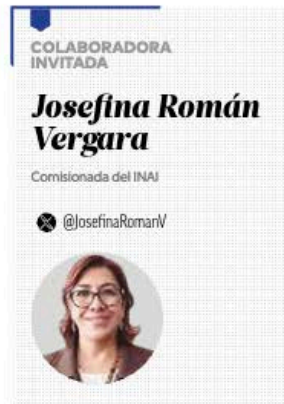 COLABORADORA
INVITADA
Josefina Román
Vergara
Comisionada del INAI
@JosefinaRomanV